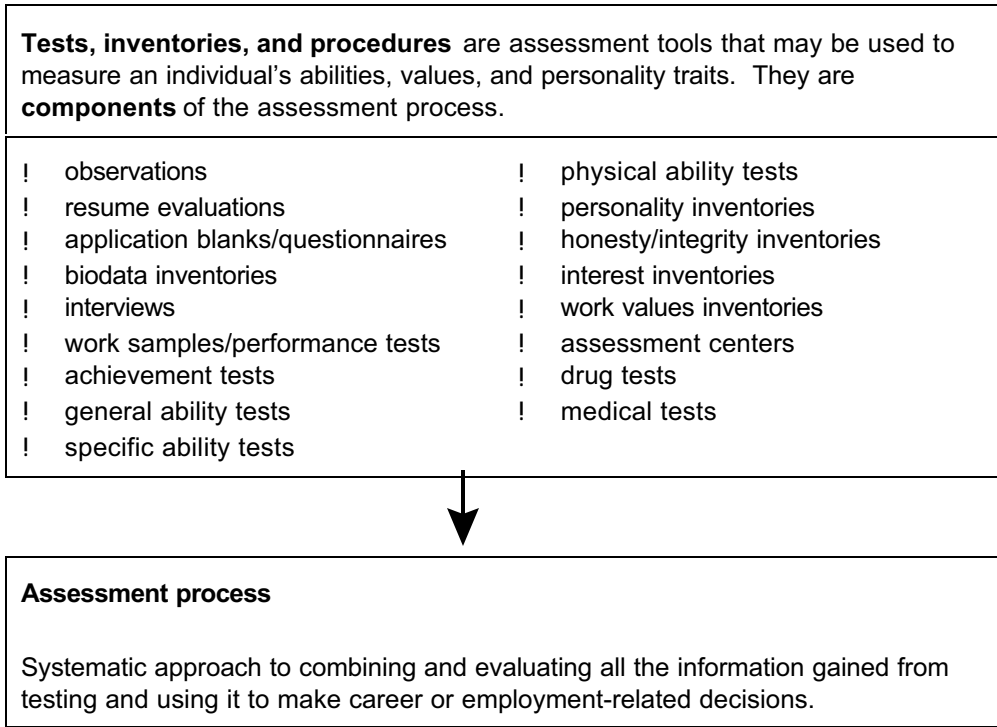 Tests, inventories, and procedures are assessment tools that may be used to
measure an individual's abilities, values, and personality traits. They are
components of the assessment process.
! observations
! resume evaluations
! application blanks/questionnaires
! biodata inventories
! interviews
! work samples/performance tests
! achievement tests
! general ability tests
! specific ability tests
! physical ability tests
! personality inventories
! honesty/integrity inventories
! interest inventories
! work values inventories
! assessment centers
! drug tests
! medical tests
Assessment process
Systematic approach to combining and evaluating all the information gained from
testing and using it to make career or employment-related decisions.